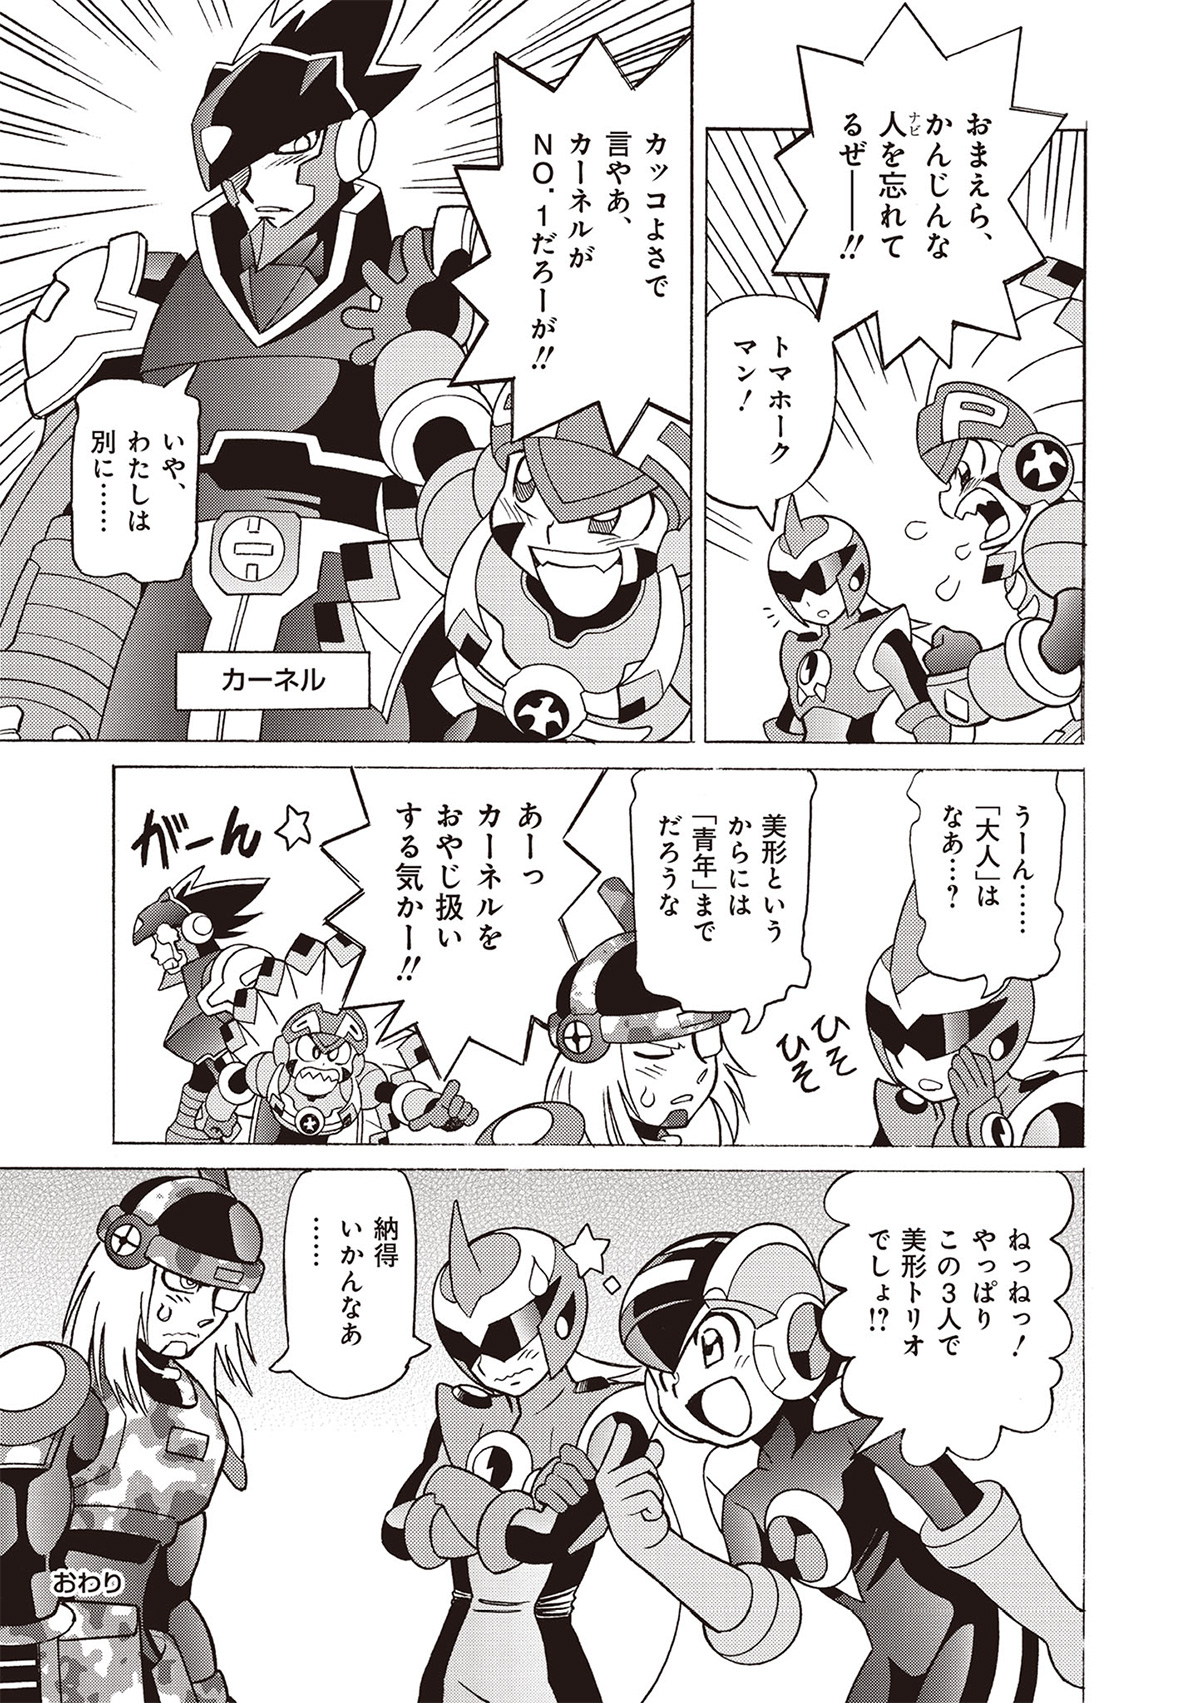 おまえら、
かんじんな
人を忘れて
ナビ
るぜ――!!
トマホーク
マン!
カッコよさで
言やあ、
カーネルが
NO.1だろーが!!
いや、
わたしは
別に……
カーネル
うーん……
「大人」は
なあ…?
ひそ
ひそ
美形という
からには
「青年」まで
だろうな
あーっ
カーネルを
おやじ扱い
する気かー!!
がーん
ねっねっ!
やっぱり
この3人で
美形トリオ
でしょ!?
納得
いかんなあ
……
おわり